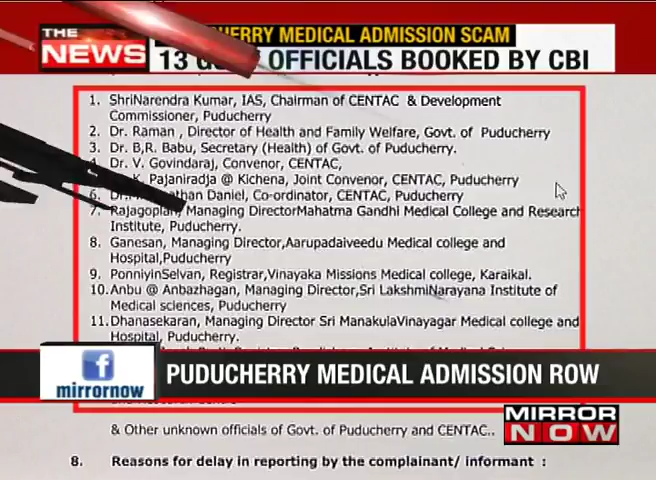 THE
NEWS
PUDUCHERRY MEDICAL ADMISSION SCAM
13 OFFICIALS BOOKED BY CBI
1. ShriNarendra Kumar, IAS, Chairman of CENTAC & Development
Commissioner, Puducherry
2. Dr. Raman , Director of Health and Family Welfare, Govt. of Puducherry
3. Dr. B,R. Babu, Secretary (Health) of Govt. of Puducherry.
Dr. V. Govindaraj, Convenor, CENTAC,
K. Pajaniradja @ Kichena, Joint Convenor, CENTAC, Puducherry
6. Daniel, Co-ordinator, CENTAC, Puducherry
7. Rajagoplan, Managing DirectorMahatma Gandhi Medical College and Research
Institute, Puducherry.
8. Ganesan, Managing Director,Aarupadaiveedu Medical college and
Hospital,Puducherry
9. PonniyinSelvan, Registrar,Vinayaka Missions Medical college, Karaikal.
10. Anbu @ Anbazhagan, Managing Director,Sri LakshmiNarayana Institute of
Medical sciences, Puducherry
11. Dhanasekaran, Managing Director Sri ManakulaVinayagar Medical college and
Hospital, Puducherry.
f
mirrornow
PUDUCHERRY MEDICAL ADMISSION ROW
& Other unknown officials of Govt. of Puducherry and CENTAC..
MIRROR
NOW
8. Reasons for delay in reporting by the complainant/ informant :